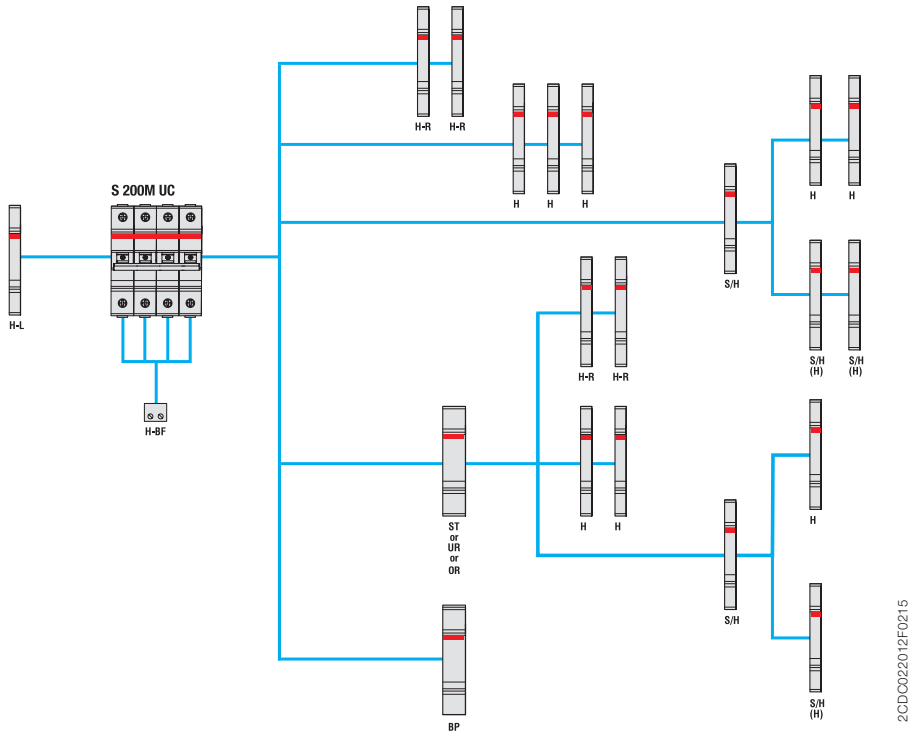 H-R H-R
H H H
S 200M UC
H H
H-L
S/H
S/H
(H)
S/H
(H)
H-R H-R
H-BF
H H
ST
or
UR
or
OR
H
S/H
S/H
(H)
BP
2CDC022012F0215